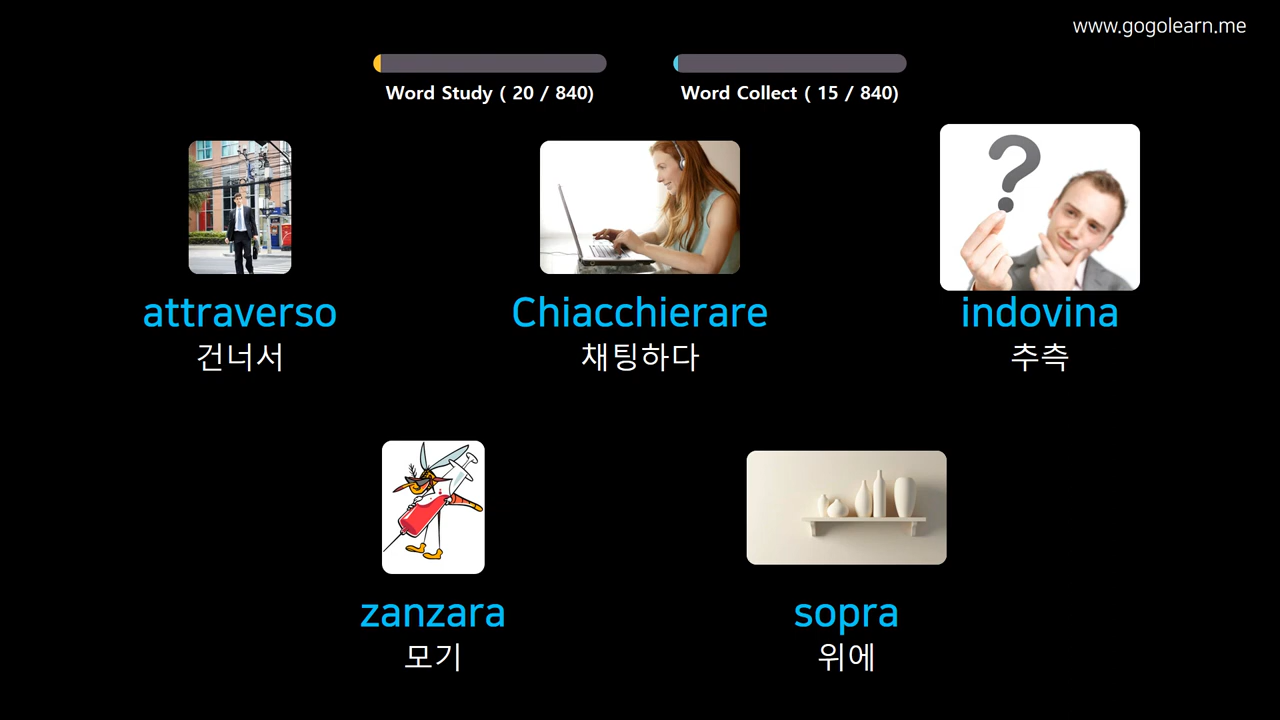 www.gogolearn.me
Word Study ( 20 / 840)
Word Collect ( 15 / 840)
attraverso
건너서
Chiacchierare
채팅하다
indovina
추측
zanzara
모기
sopra
위에